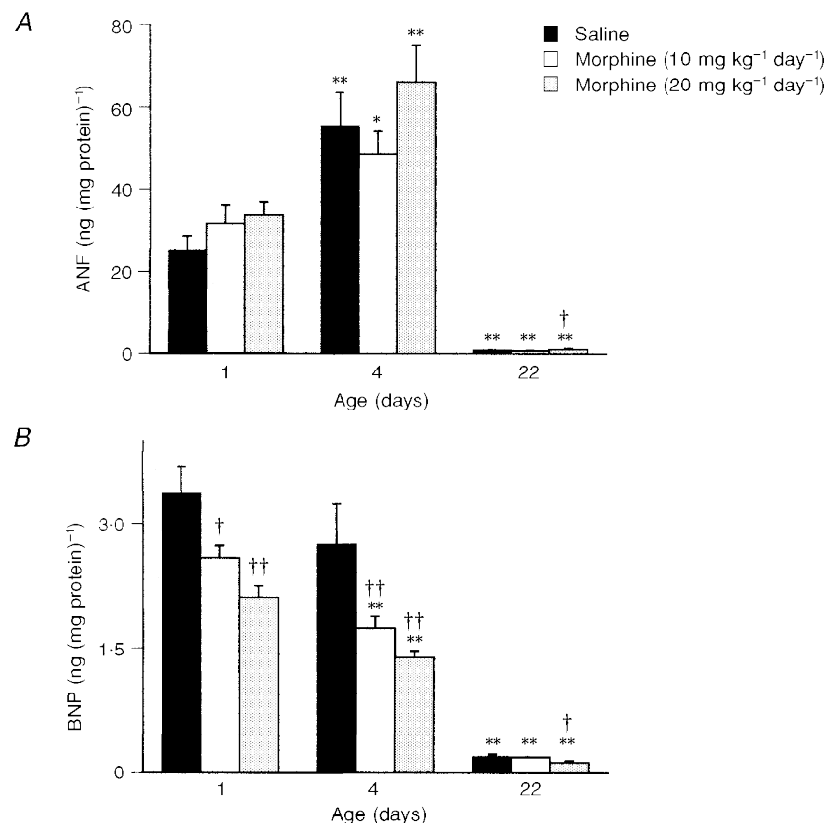 A
80
60
40
20
0
ANF (ng (mg protein)⁻¹)
** * **
** ** † **
1 4 22
Age (days)
Saline
Morphine (10 mg kg⁻¹ day⁻¹)
Morphine (20 mg kg⁻¹ day⁻¹)
B
3·0
1·5
0
BNP (ng (mg protein)⁻¹)
† ††
†† ††
** **
†
** ** **
1 4 22
Age (days)